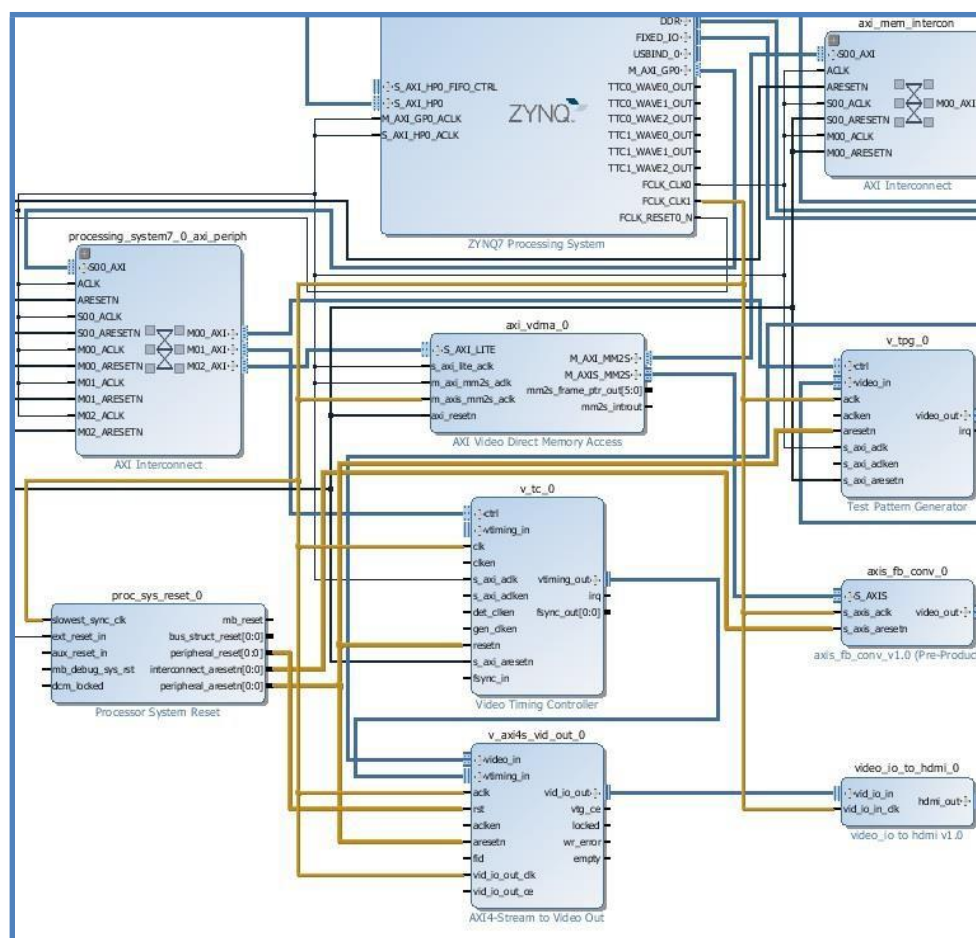 DDR
FIXED_IO
USBIND_0
M_AXI_GP0
TTC0_WAVE0_OUT
TTC0_WAVE1_OUT
TTC0_WAVE2_OUT
TTC1_WAVE0_OUT
TTC1_WAVE1_OUT
TTC1_WAVE2_OUT
FCLK_CLK0
FCLK_CLK1
FCLK_RESET0_N
S_AXI_HP0_FIFO_CTRL
S_AXI_HP0
M_AXI_GP0_ACLK
S_AXI_HP0_ACLK
ZYNQ
ZYNQ7 Processing System
axi_mem_intercon
S00_AXI
ACLK
ARESETN
S00_ACLK
S00_ARESETN
M00_ACLK
M00_ARESETN
M00_AXI
AXI Interconnect
processing_system7_0_axi_periph
S00_AXI
ACLK
ARESETN
S00_ACLK
S00_ARESETN
M00_ACLK
M00_ARESETN
M01_ACLK
M01_ARESETN
M02_ACLK
M02_ARESETN
M00_AXI
M01_AXI
M02_AXI
AXI Interconnect
axi_vdma_0
S_AXI_LITE
s_axi_lite_aclk
m_axi_mm2s_aclk
m_axis_mm2s_aclk
axi_resetn
M_AXI_MM2S
M_AXIS_MM2S
mm2s_frame_ptr_out[5:0]
mm2s_introut
AXI Video Direct Memory Access
v_tpg_0
ctrl
video_in
aclk
aclken
aresetn
s_axi_aclk
s_axi_aclken
s_axi_aresetn
video_out
irq
Test Pattern Generator
v_tc_0
ctrl
vtiming_in
clk
clken
s_axi_aclk
s_axi_aclken
det_clken
gen_clken
resetn
s_axi_aresetn
fsync_in
vtiming_out
irq
fsync_out[0:0]
Video Timing Controller
axis_fb_conv_0
S_AXIS
s_axis_aclk
s_axis_aresetn
video_out
axis_fb_conv_v1.0 (Pre-Produc
proc_sys_reset_0
slowest_sync_clk
ext_reset_in
aux_reset_in
mb_debug_sys_rst
dcm_locked
mb_reset
bus_struct_reset[0:0]
peripheral_reset[0:0]
interconnect_aresetn[0:0]
peripheral_aresetn[0:0]
Processor System Reset
v_axi4s_vid_out_0
video_in
vtiming_in
aclk
rst
aclken
aresetn
fid
vid_io_out_clk
vid_io_out_ce
vid_io_out
vtg_ce
locked
wr_error
empty
AXI4-Stream to Video Out
video_io_to_hdmi_0
vid_io_in
vid_io_in_clk
hdmi_out
video_io to hdmi v1.0